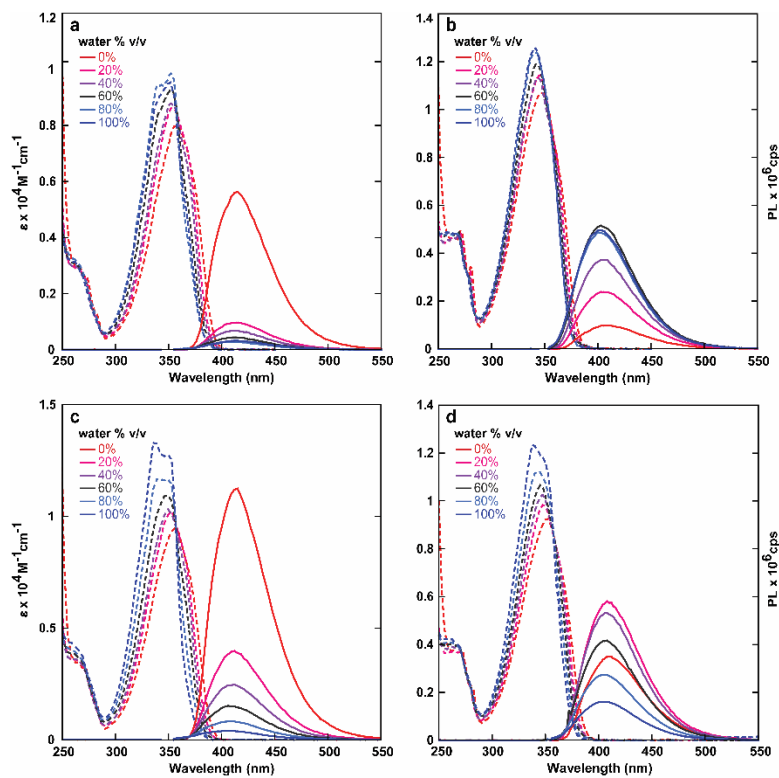 a
water % v/v
0%
20%
40%
60%
80%
100%
1.2
1
0.8
0.6
0.4
0.2
0
250 300 350 400 450 500 550
Wavelength (nm)
ε x 10⁴M⁻¹cm⁻¹
b
water % v/v
0%
20%
40%
60%
80%
100%
1.4
1.2
1
0.8
0.6
0.4
0.2
0
250 300 350 400 450 500 550
Wavelength (nm)
PL x 10⁶cps
c
water % v/v
0%
20%
40%
60%
80%
100%
1.5
1
0.5
0
250 300 350 400 450 500 550
Wavelength (nm)
ε x 10⁴M⁻¹cm⁻¹
d
water % v/v
0%
20%
40%
60%
80%
100%
1.4
1.2
1
0.8
0.6
0.4
0.2
0
250 300 350 400 450 500 550
Wavelength (nm)
PL x 10⁶cps